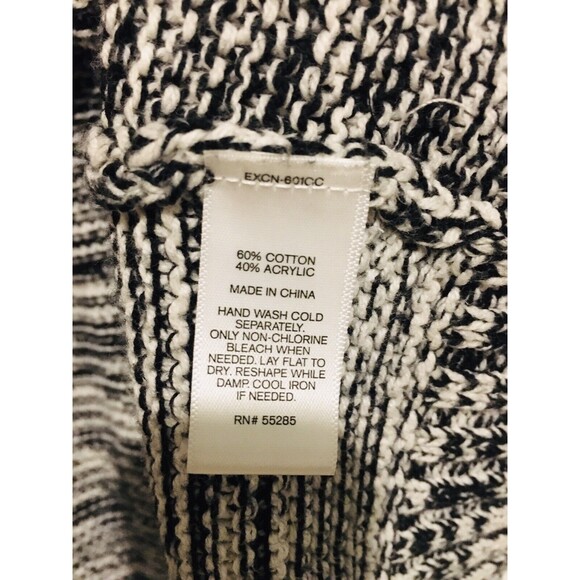 EXCN-601CC
60% COTTON
40% ACRYLIC
MADE IN CHINA
HAND WASH COLD
SEPARATELY.
ONLY NON-CHLORINE
BLEACH WHEN
NEEDED. LAY FLAT TO
DRY. RESHAPE WHILE
DAMP. COOL IRON
IF NEEDED.
RN# 55285